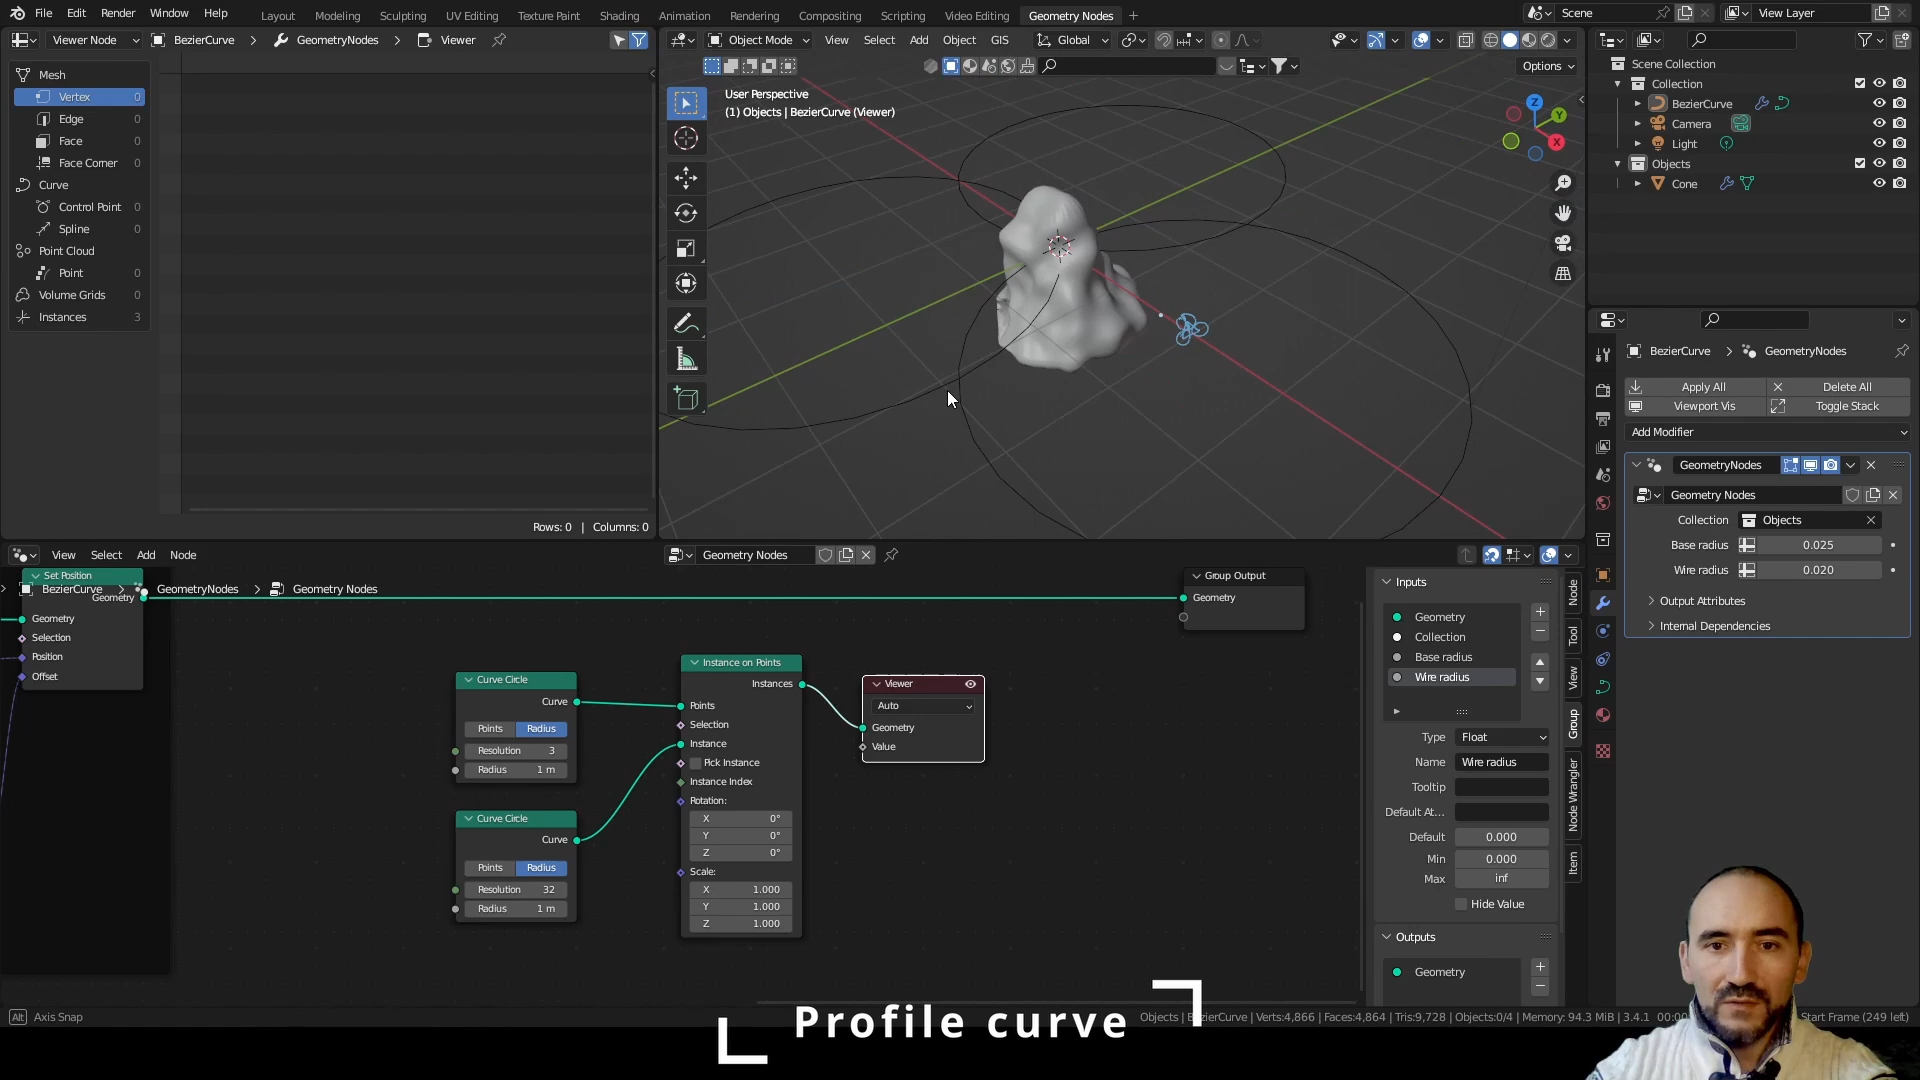 File Edit Render Window Help
Layout Modeling Sculpting UV Editing Texture Paint Shading Animation Rendering Compositing Scripting Video Editing Geometry Nodes +
Scene
View Layer
Viewer Node BezierCurve > GeometryNodes > Viewer
Object Mode View Select Add Object GIS Global
Options
Mesh
Vertex 0
Edge 0
Face 0
Face Corner 0
Curve
Control Point 0
Spline 0
Point Cloud
Point 0
Volume Grids 0
Instances 3
Rows: 0 | Columns: 0
User Perspective
(1) Objects | BezierCurve (Viewer)
Z
Y
X
Scene Collection
Collection
BezierCurve
Camera
Light
Objects
Cone
BezierCurve > GeometryNodes
Apply All Delete All
Viewport Vis Toggle Stack
Add Modifier
GeometryNodes
Geometry Nodes
Collection Objects
Base radius 0.025
Wire radius 0.020
Output Attributes
Internal Dependencies
View Select Add Node
Geometry Nodes
Set Position
BezierCurve > GeometryNodes > Geometry Nodes
Geometry
Geometry
Selection
Position
Offset
Curve Circle
Curve
Points Radius
Resolution 3
Radius 1 m
Curve Circle
Curve
Points Radius
Resolution 32
Radius 1 m
Instance on Points
Instances
Points
Selection
Instance
Pick Instance
Instance Index
Rotation:
X 0°
Y 0°
Z 0°
Scale:
X 1.000
Y 1.000
Z 1.000
Viewer
Auto
Geometry
Value
Group Output
Geometry
Inputs
Geometry
Collection
Base radius
Wire radius
Type Float
Name Wire radius
Tooltip
Default At...
Default 0.000
Min 0.000
Max inf
Hide Value
Outputs
Geometry
Node
Tool
View
Group
Node Wrangler
Item
Alt Axis Snap
Profile curve
Verts:4,866 | Faces:4,864 | Tris:9,728 | Objects:0/4 | Memory: 94.3 MiB | 3.4.1
Start Frame (249 left)